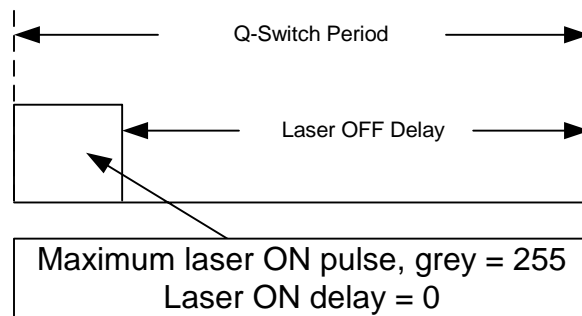 Q-Switch Period
Laser OFF Delay
Maximum laser ON pulse, grey = 255
Laser ON delay = 0